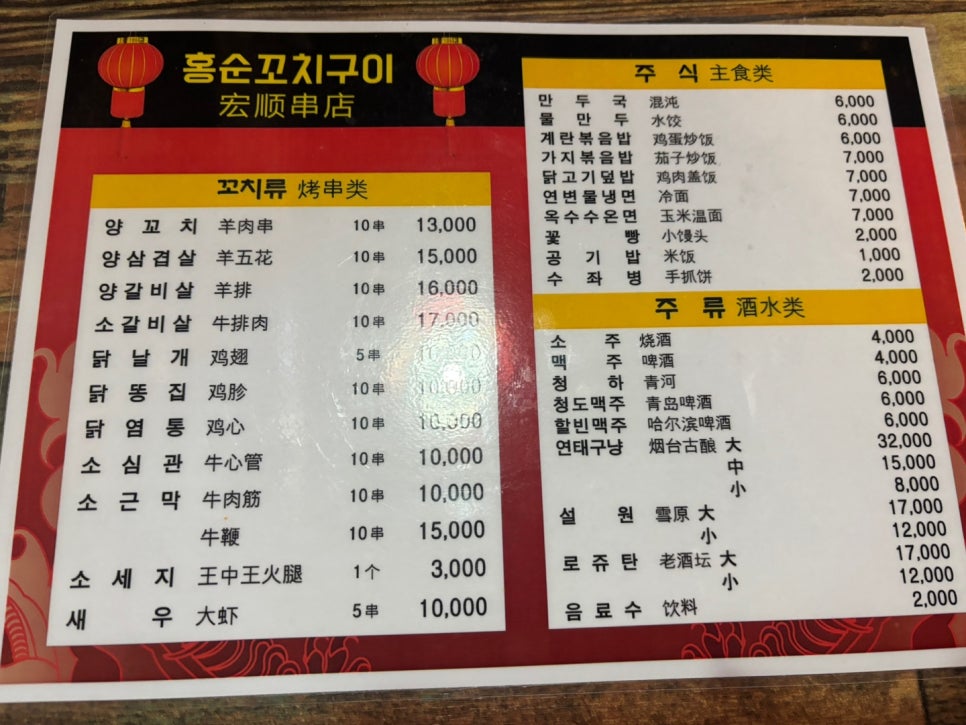 홍순꼬치구이
宏顺串店
꼬치류 烤串类
양꼬치 羊肉串 10串 13,000
양삼겹살 羊五花 10串 15,000
양갈비살 羊排 10串 16,000
소갈비살 牛排肉 10串 17,000
닭날개 鸡翅 5串 10,000
닭똥집 鸡胗 10串 10,000
닭염통 鸡心 10串 10,000
소심관 牛心管 10串 10,000
소근막 牛肉筋 10串 10,000
牛鞭 10串 15,000
소세지 王中王火腿 1个 3,000
새우 大虾 5串 10,000
주식 主食类
만두국 混沌 6,000
물만두 水饺 6,000
계란볶음밥 鸡蛋炒饭 6,000
가지볶음밥 茄子炒饭 7,000
닭고기덮밥 鸡肉盖饭 7,000
연변물냉면 冷面 7,000
옥수수온면 玉米温面 7,000
꽃빵 小馒头 2,000
공기밥 米饭 1,000
수좌병 手抓饼 2,000
주류 酒水类
소주 烧酒 4,000
맥주 啤酒 4,000
청하 青河 6,000
청도맥주 青岛啤酒 6,000
할빈맥주 哈尔滨啤酒 6,000
연태구냥 烟台古酿 大 32,000
中 15,000
小 8,000
설원 雪原 大 17,000
小 12,000
로쥬탄 老酒坛 大 17,000
小 12,000
음료수 饮料 2,000